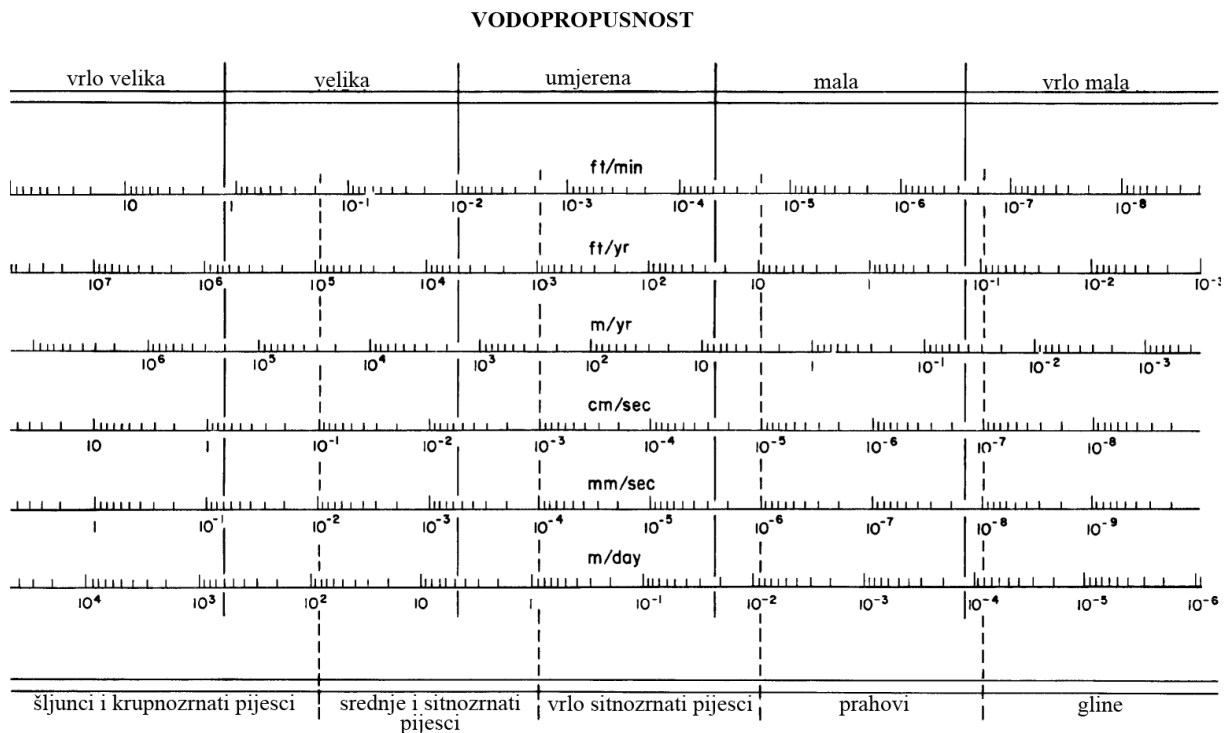 VODOPROPUSNOST
vrlo velika velika umjerena mala vrlo mala
ft/min
10 1 10⁻¹ 10⁻² 10⁻³ 10⁻⁴ 10⁻⁵ 10⁻⁶ 10⁻⁷ 10⁻⁸
ft/yr
10⁷ 10⁶ 10⁵ 10⁴ 10³ 10² 10 1 10⁻¹ 10⁻² 10⁻³
m/yr
10⁶ 10⁵ 10⁴ 10³ 10² 10 1 10⁻¹ 10⁻² 10⁻³
cm/sec
10 1 10⁻¹ 10⁻² 10⁻³ 10⁻⁴ 10⁻⁵ 10⁻⁶ 10⁻⁷ 10⁻⁸
mm/sec
1 10⁻¹ 10⁻² 10⁻³ 10⁻⁴ 10⁻⁵ 10⁻⁶ 10⁻⁷ 10⁻⁸ 10⁻⁹
m/day
10⁴ 10³ 10² 10 1 10⁻¹ 10⁻² 10⁻³ 10⁻⁴ 10⁻⁵ 10⁻⁶
šljunci i krupnozrnati pijesci srednje i sitnozrnati vrlo sitnozrnati pijesci prahovi gline
pijesci